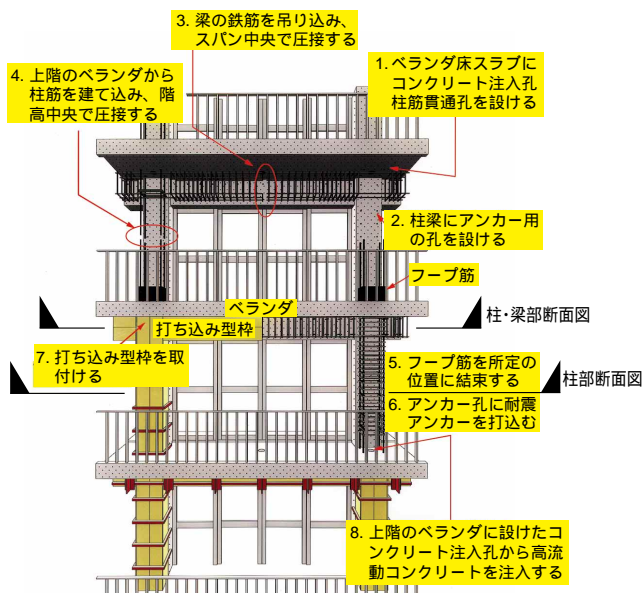 3. 梁の鉄筋を吊り込み、
スパン中央で圧接する
4. 上階のベランダから
柱筋を建て込み、階
高中央で圧接する
1. ベランダ床スラブに
コンクリート注入孔
柱筋貫通孔を設ける
2. 柱梁にアンカー用
の孔を設ける
フープ筋
ベランダ
柱・梁部断面図
打ち込み型枠
7. 打ち込み型枠を取
付ける
5. フープ筋を所定の
位置に結束する
柱部断面図
6. アンカー孔に耐震
アンカーを打込む
8. 上階のベランダに設けたコ
ンクリート注入孔から高流
動コンクリートを注入する